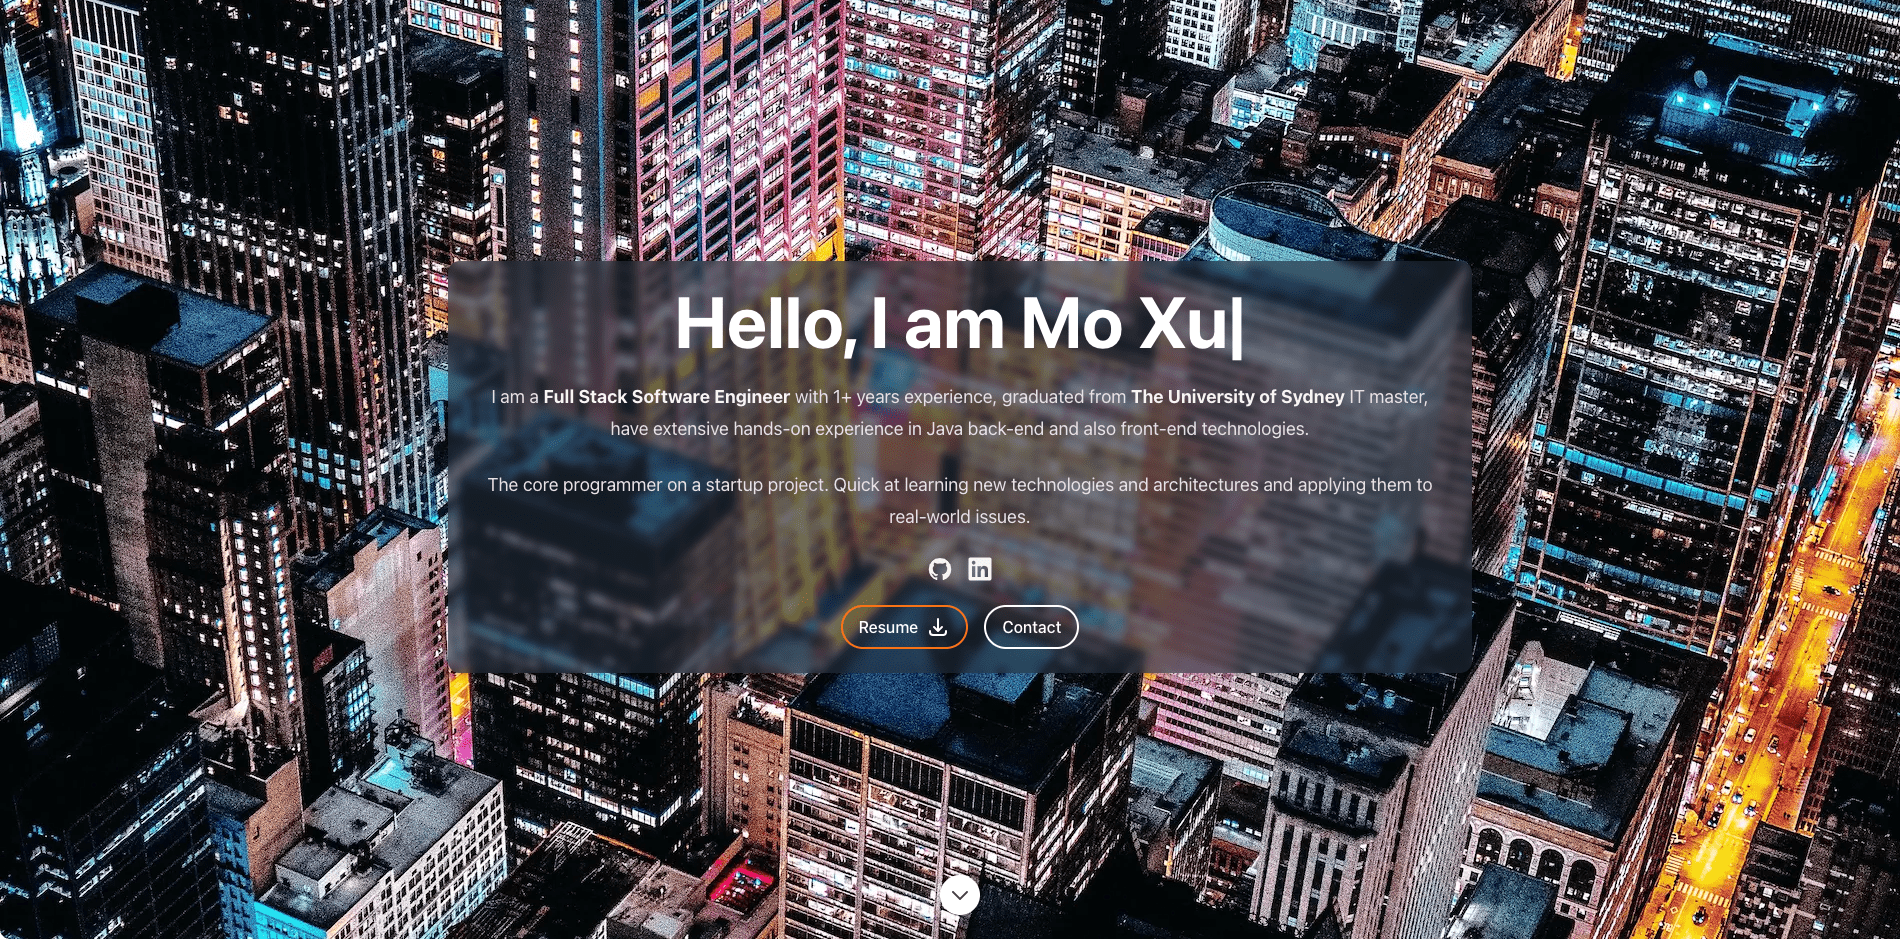 Hello, I am Mo Xu|
I am a Full Stack Software Engineer with 1+ years experience, graduated from The University of Sydney IT master,
have extensive hands-on experience in Java back-end and also front-end technologies.
The core programmer on a startup project. Quick at learning new technologies and architectures and applying them to
real-world issues.
in
Resume
Contact